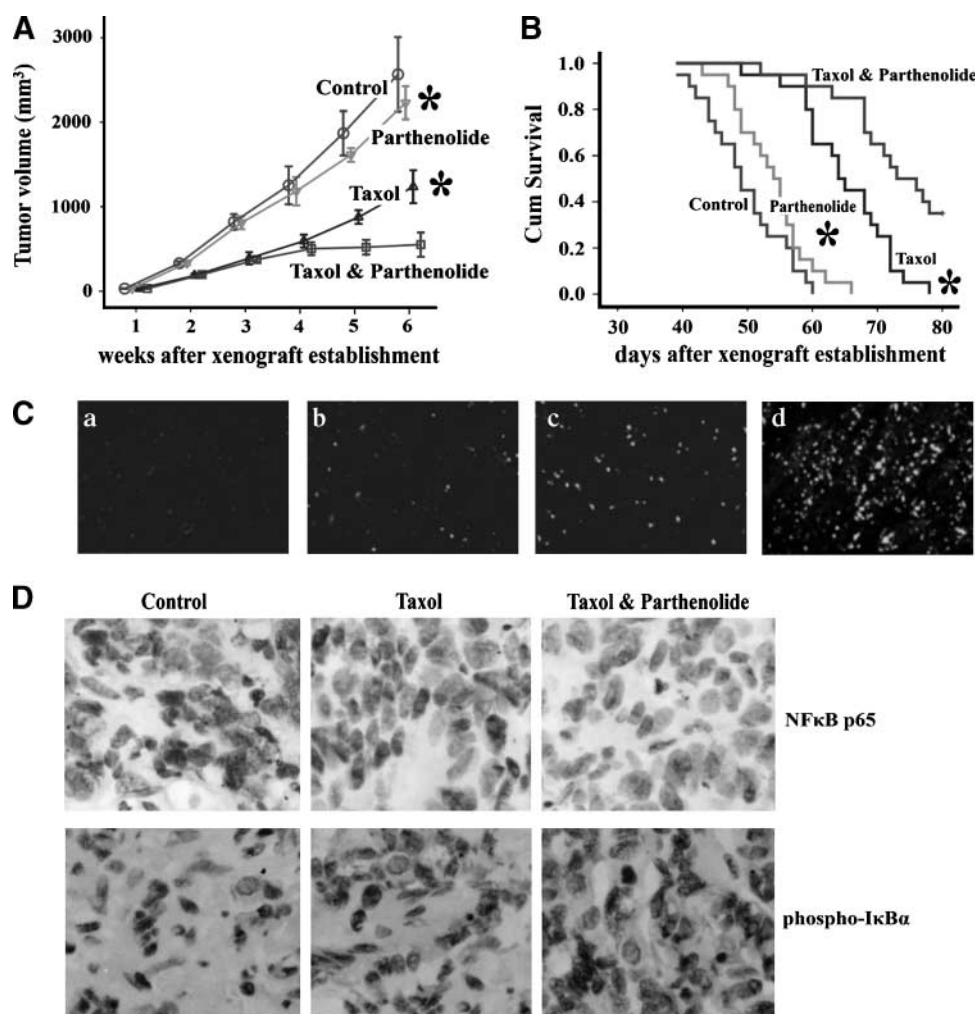 A
Tumor volume (mm³)
3000
2000
1000
0
Control
*
Parthenolide
Taxol
*
Taxol & Parthenolide
1 2 3 4 5 6
weeks after xenograft establishment
B
Cum Survival
1.0
0.8
0.6
0.4
0.2
0.0
Taxol & Parthenolide
Control
Parthenolide
*
Taxol
*
30 40 50 60 70 80
days after xenograft establishment
C
a
b
c
d
D
Control
Taxol
Taxol & Parthenolide
NFκB p65
phospho-IκBα